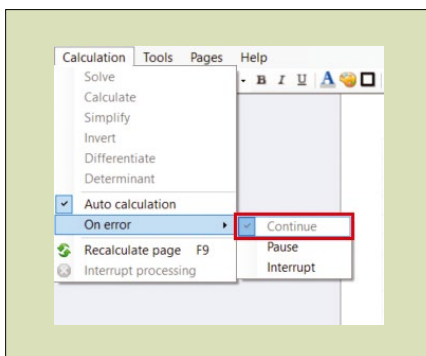 Calculation Tools Pages Help
B I U A
Solve
Calculate
Simplify
Invert
Differentiate
Determinant
Auto calculation
On error
Continue
Recalculate page F9
Pause
Interrupt processing
Interrupt